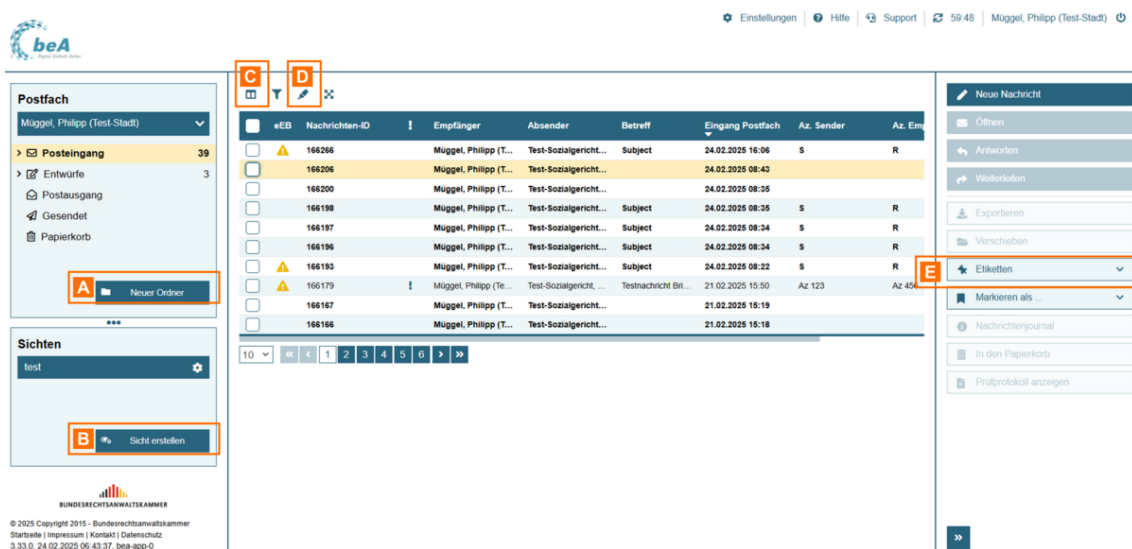 Einstellungen Hilfe Support 59:48 Müggel, Philipp (Test-Stadt)
beA
Digital. Einfach. Sicher.
Postfach
Müggel, Philipp (Test-Stadt)
Posteingang 39
Entwürfe 3
Postausgang
Gesendet
Papierkorb
A Neuer Ordner
Sichten
test
B Sicht erstellen
BUNDESRECHTSANWALTSKAMMER
© 2025 Copyright 2015 - Bundesrechtsanwaltskammer
Startseite | Impressum | Kontakt | Datenschutz
3.33.0, 24.02.2025 06:43:37, bea-app-0
C D
eEB Nachrichten-ID ! Empfänger Absender Betreff Eingang Postfach Az. Sender Az. Emp
166266 Müggel, Philipp (T... Test-Sozialgericht... Subject 24.02.2025 16:06 S R
166206 Müggel, Philipp (T... Test-Sozialgericht... 24.02.2025 08:43
166200 Müggel, Philipp (T... Test-Sozialgericht... 24.02.2025 08:35
166198 Müggel, Philipp (T... Test-Sozialgericht... Subject 24.02.2025 08:35 S R
166197 Müggel, Philipp (T... Test-Sozialgericht... Subject 24.02.2025 08:34 S R
166196 Müggel, Philipp (T... Test-Sozialgericht... Subject 24.02.2025 08:34 S R
166193 Müggel, Philipp (T... Test-Sozialgericht... Subject 24.02.2025 08:22 S R
166179 ! Müggel, Philipp (Te... Test-Sozialgericht, ... Testnachricht Bri... 21.02.2025 15:50 Az 123 Az 456
166167 Müggel, Philipp (T... Test-Sozialgericht... 21.02.2025 15:19
166166 Müggel, Philipp (T... Test-Sozialgericht... 21.02.2025 15:18
10 « ‹ 1 2 3 4 5 6 › »
Neue Nachricht
Öffnen
Antworten
Weiterleiten
Exportieren
Verschieben
E Etiketten
Markieren als ...
Nachrichtenjournal
In den Papierkorb
Prüfprotokoll anzeigen
»